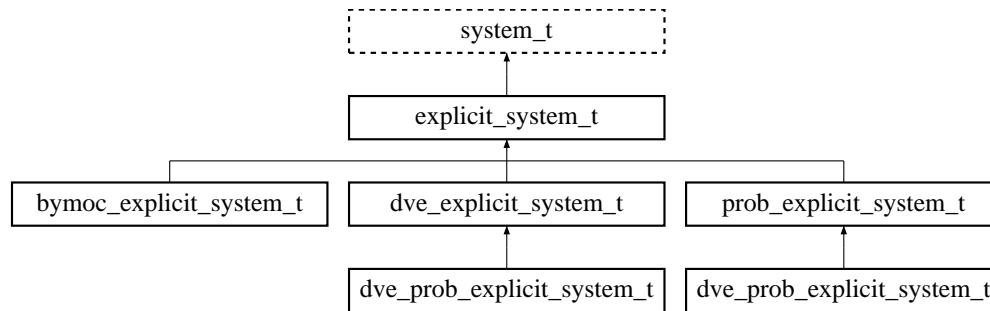 system_t
explicit_system_t
bymoc_explicit_system_t dve_explicit_system_t prob_explicit_system_t
dve_prob_explicit_system_t dve_prob_explicit_system_t